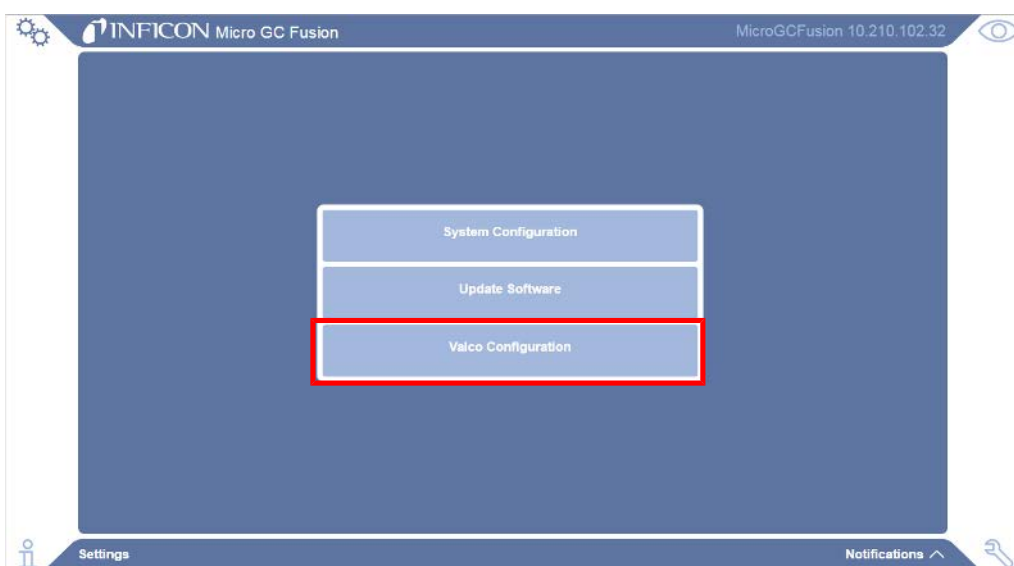 INFICON Micro GC Fusion
MicroGCFusion 10.210.102.32
System Configuration
Update Software
Valco Configuration
Settings
Notifications